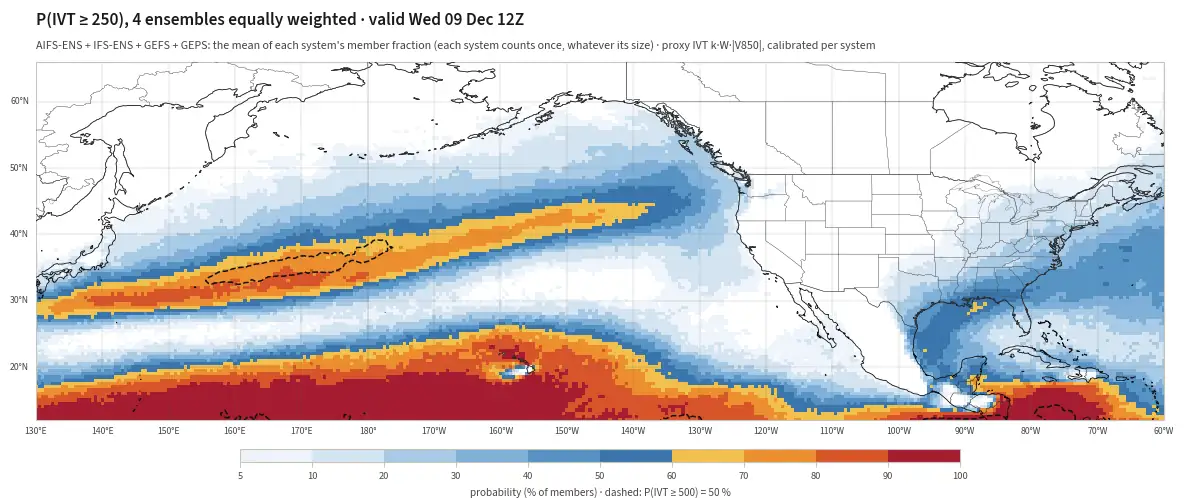 P(IVT ≥ 250), 4 ensembles equally weighted · valid Wed 09 Dec 12Z
AIFS-ENS + IFS-ENS + GEFS + GEPS: the mean of each system's member fraction (each system counts once, whatever its size) · proxy IVT k·W·|V850|, calibrated per system
60°N
50°N
40°N
30°N
20°N
130°E 140°E 150°E 160°E 170°E 180° 170°W 160°W 150°W 140°W 130°W 120°W 110°W 100°W 90°W 80°W 70°W 60°W
5 10 20 30 40 50 60 70 80 90 100
probability (% of members) · dashed: P(IVT ≥ 500) = 50 %